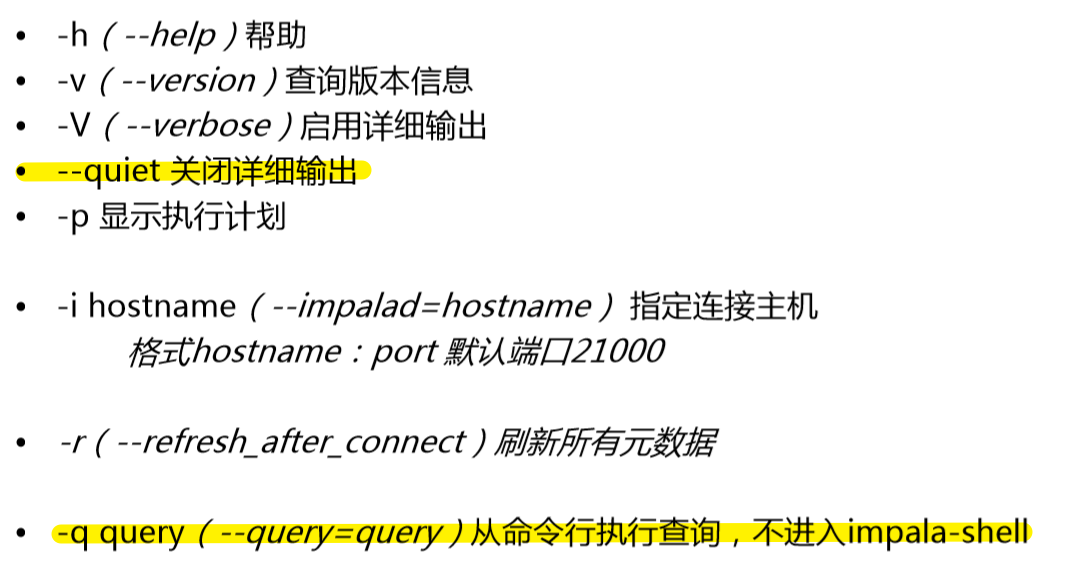 • -h（--help）帮助
• -v（--version）查询版本信息
• -V（--verbose）启用详细输出
• --quiet 关闭详细输出
• -p 显示执行计划
• -i hostname（--impalad=hostname） 指定连接主机
格式hostname：port 默认端口21000
• -r（--refresh_after_connect）刷新所有元数据
• -q query（--query=query）从命令行执行查询，不进入impala-shell